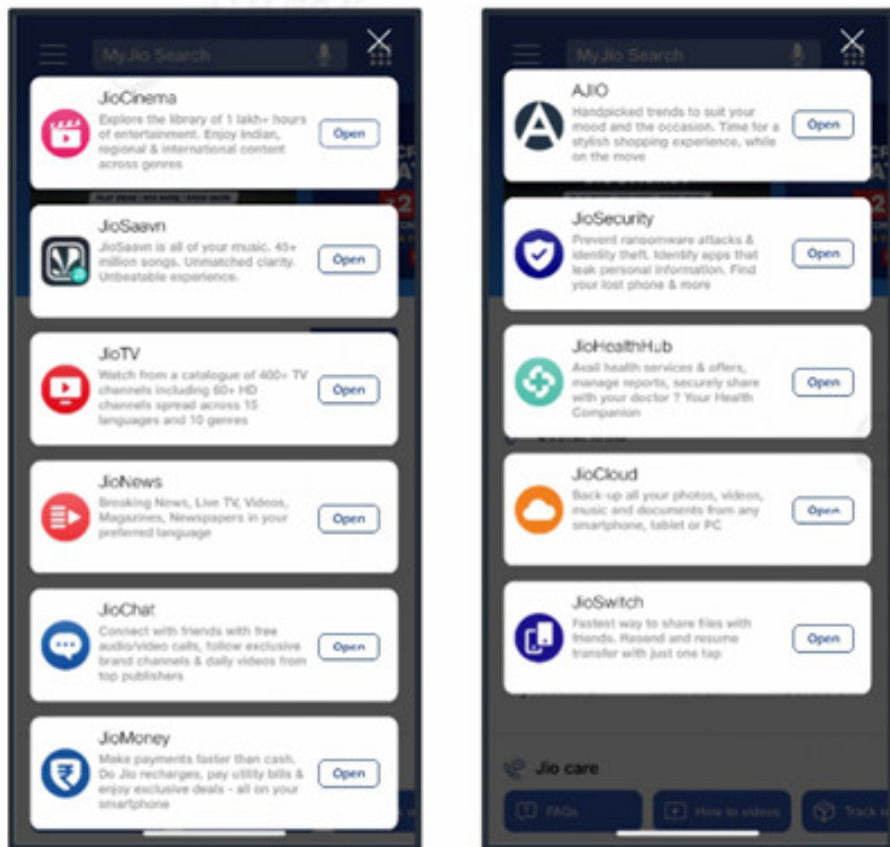 MyJio Search
JioCinema
Explore the library of 1 lakh+ hours
of entertainment. Enjoy Indian,
regional & international content
across genres
Open
JioSaavn
JioSaavn is all of your music. 45+
million songs. Unmatched clarity.
Unbeatable experience.
Open
JioTV
Watch from a catalogue of 400+ TV
channels including 60+ HD
channels spread across 15
languages and 10 genres
Open
JioNews
Breaking News, Live TV, Videos,
Magazines, Newspapers in your
preferred language
Open
JioChat
Connect with friends with free
audio/video calls, follow exclusive
brand channels & daily videos from
top publishers
Open
JioMoney
Make payments faster than cash.
Do Jio recharges, pay utility bills &
enjoy exclusive deals - all on your
smartphone
Open
MyJio Search
AJIO
Handpicked trends to suit your
mood and the occasion. Time for a
stylish shopping experience, while
on the move
Open
JioSecurity
Prevent ransomware attacks &
identity theft. Identify apps that
leak personal information. Find
your lost phone & more
Open
JioHealthHub
Avail health services & offers,
manage reports, securely share
with your doctor ? Your Health
Companion
Open
JioCloud
Back-up all your photos, videos,
music and documents from any
smartphone, tablet or PC
Open
JioSwitch
Fastest way to share files with
friends. Resend and resume
transfer with just one tap
Open
Jio care
FAQs
How to videos
Track